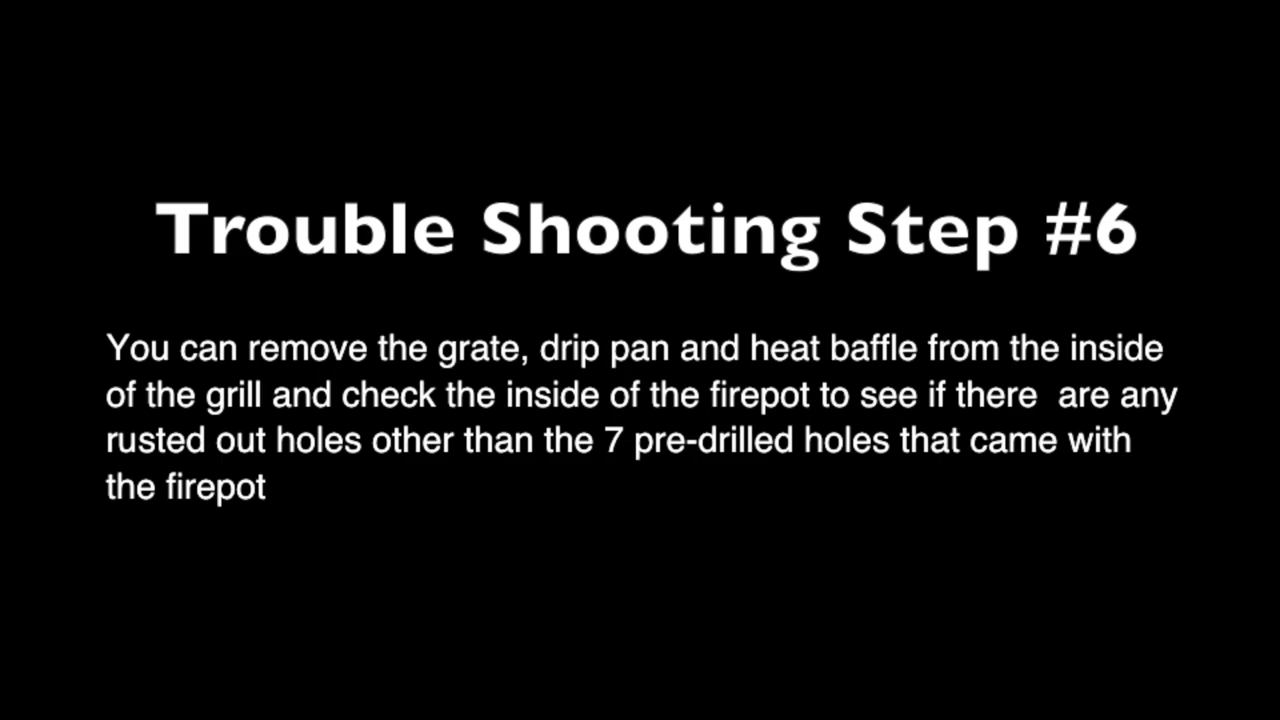 Trouble Shooting Step #6
You can remove the grate, drip pan and heat baffle from the inside
of the grill and check the inside of the firepot to see if there  are any
rusted out holes other than the 7 pre-drilled holes that came with
the firepot